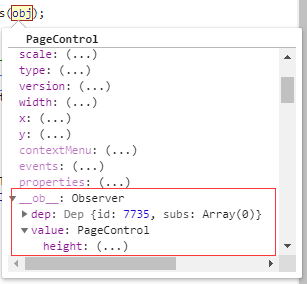 s(obj);
PageControl
scale: (...)
type: (...)
version: (...)
width: (...)
x: (...)
y: (...)
contextMenu: (...)
events: (...)
properties: (...)
▼__ob__: Observer
▶dep: Dep {id: 7735, subs: Array(0)}
▼value: PageControl
height: (...)